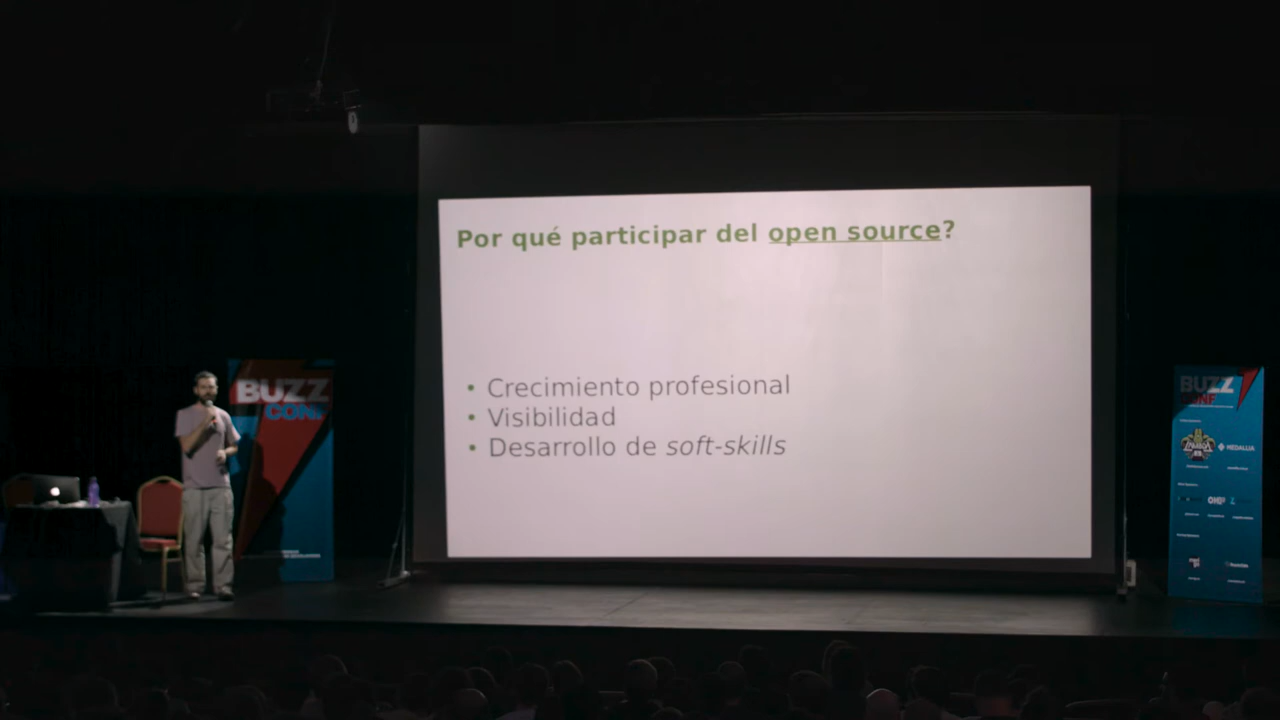 Por qué participar del open source?
• Crecimiento profesional
• Visibilidad
• Desarrollo de soft-skills
BUZZ
CONF
BUZZ
CONF
MEDALLIA